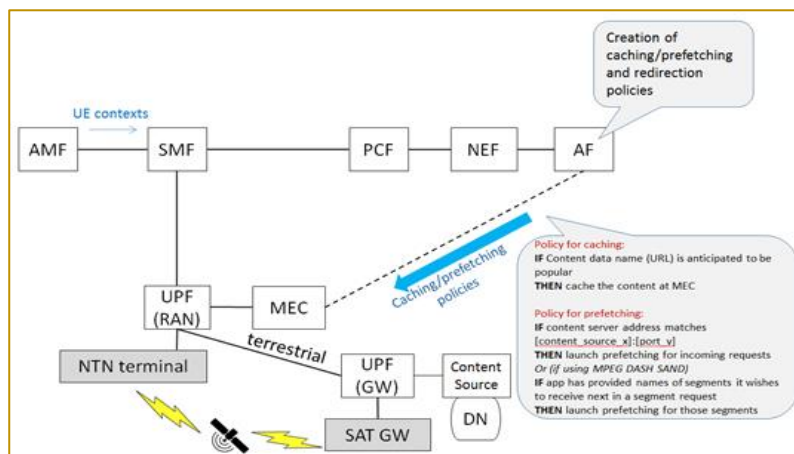 Creation of
caching/prefetching
and redirection
policies
UE contexts
AMF
SMF
PCF
NEF
AF
Caching/prefetching
policies
Policy for caching:
IF Content data name (URL) is anticipated to be
popular
THEN cache the content at MEC
Policy for prefetching:
IF content server address matches
[content_source_x]:[port_y]
THEN launch prefetching for incoming requests
Or (if using MPEG DASH SAND)
IF app has provided names of segments it wishes
to receive next in a segment request
THEN launch prefetching for those segments
UPF
(RAN)
MEC
terrestrial
NTN terminal
UPF
(GW)
Content
Source
DN
SAT GW